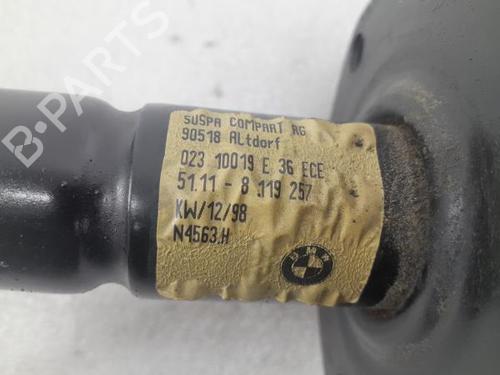 SUSPA COMPART AG
90518 Altdorf
023 10019 E 36 ECE
51.11 - 8 119 257
KW/12/98
N4563.H
BMW
B-PARTS